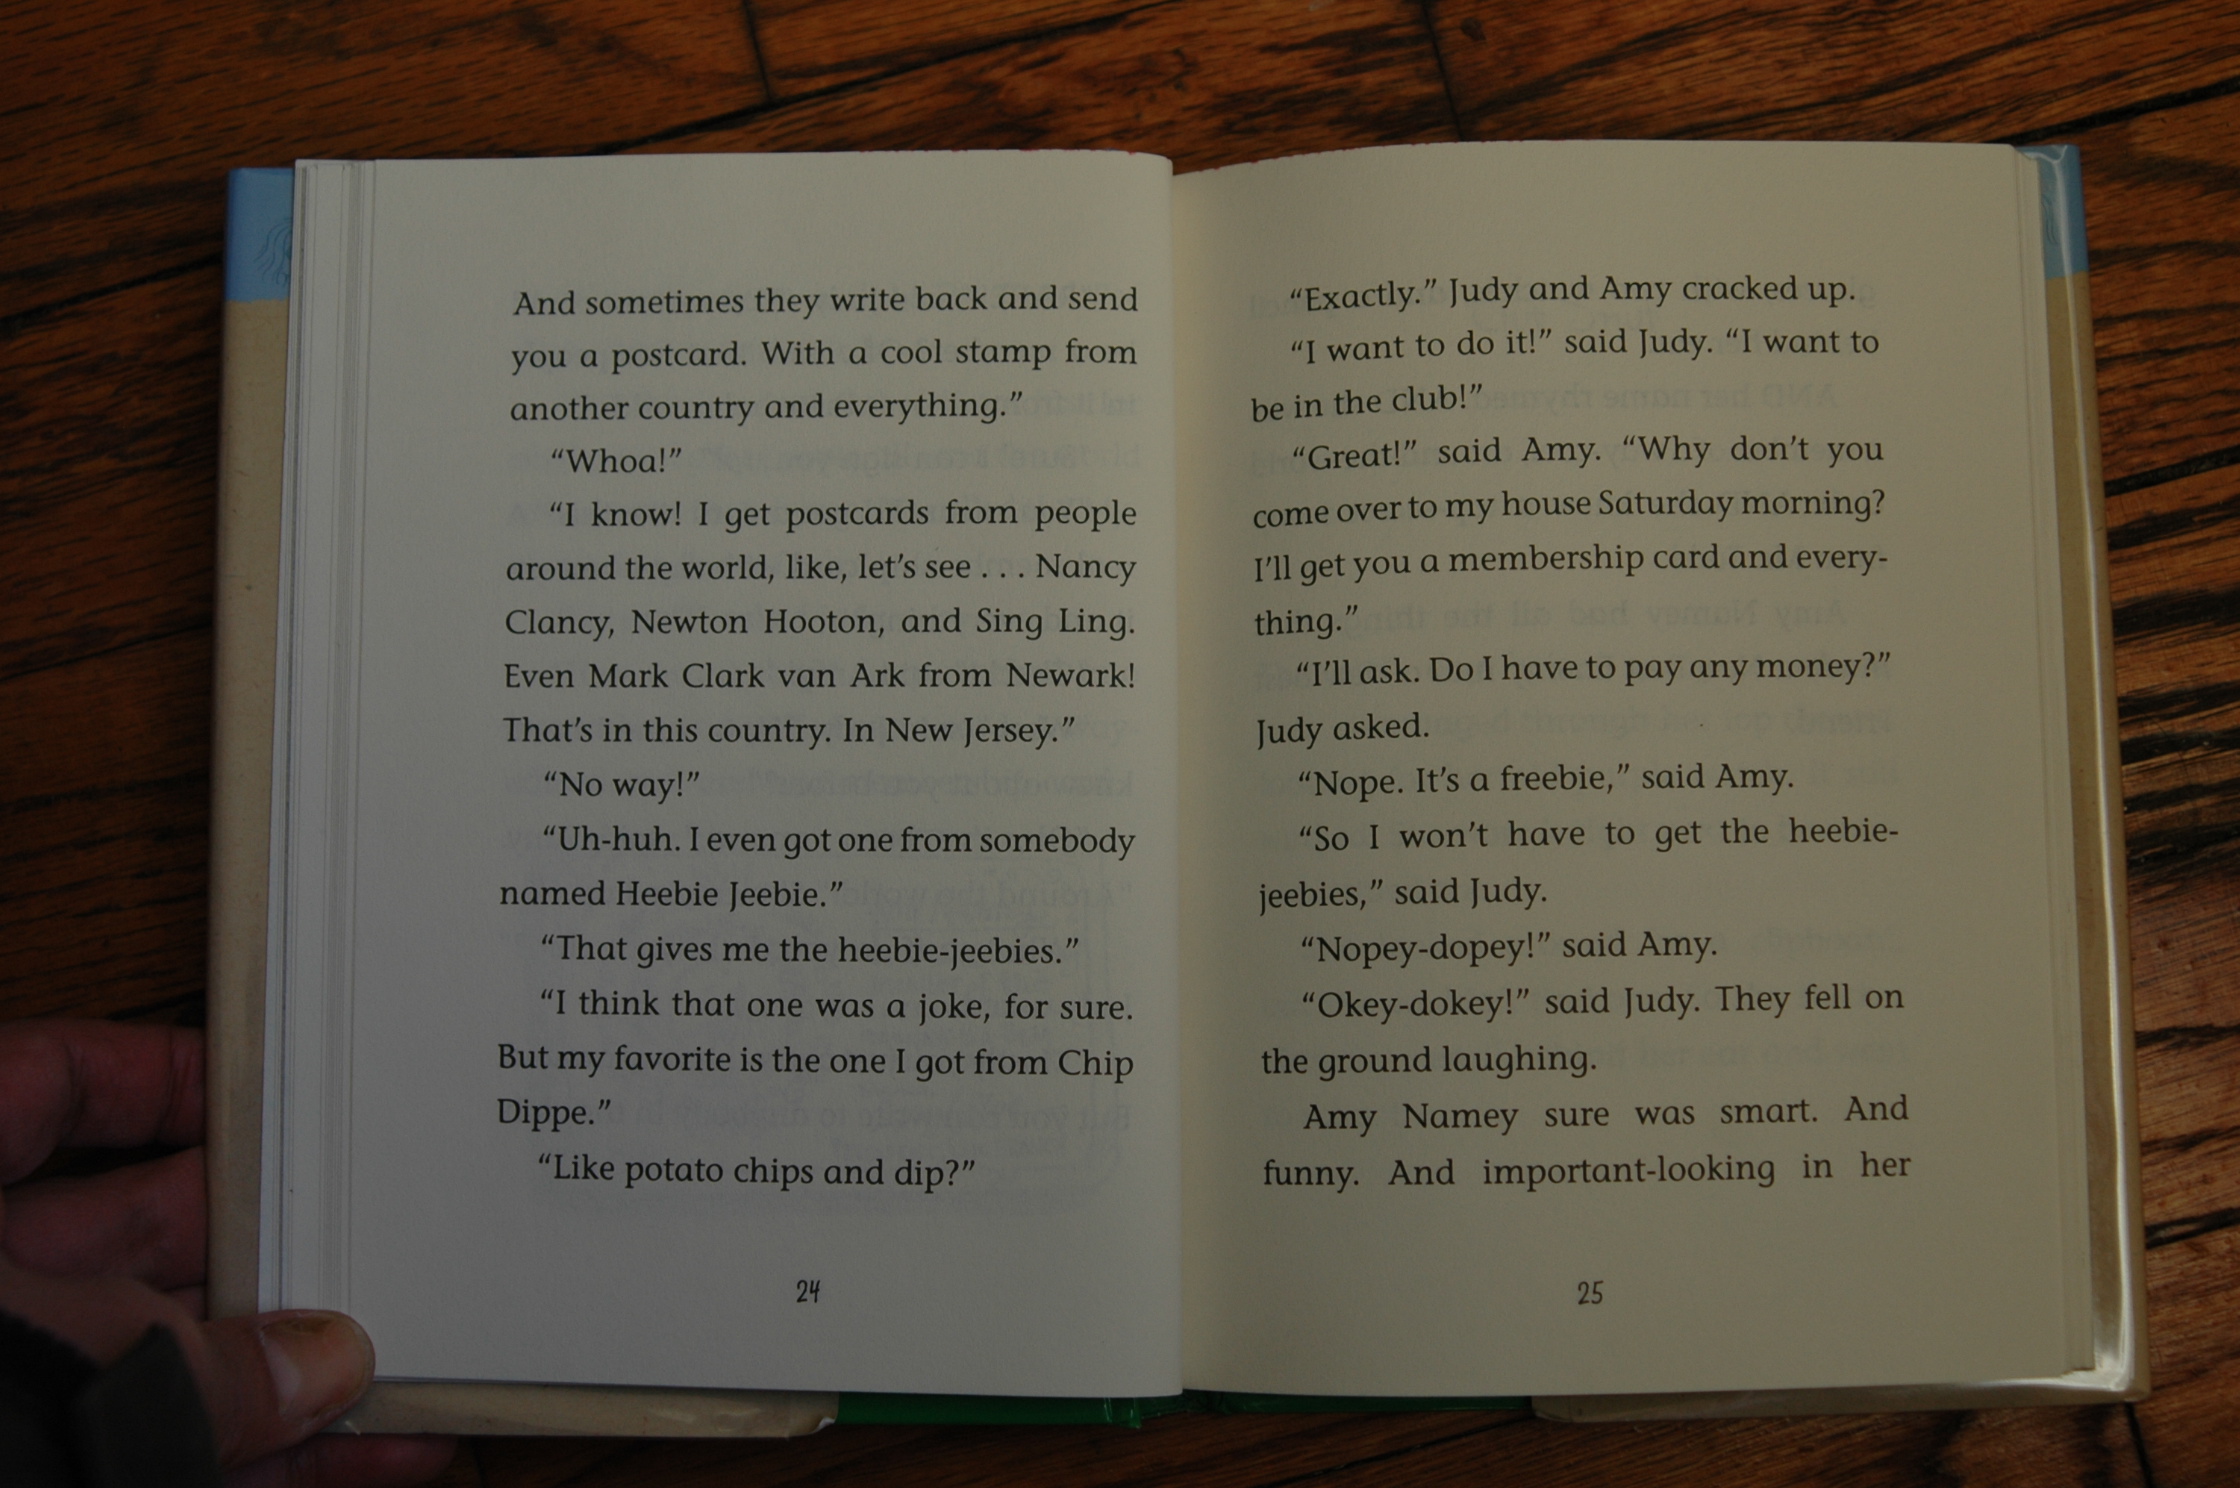 And sometimes they write back and send
you a postcard. With a cool stamp from
another country and everything.”
“Whoa!”
“I know! I get postcards from people
around the world, like, let’s see . . . Nancy
Clancy, Newton Hooton, and Sing Ling.
Even Mark Clark van Ark from Newark!
That’s in this country. In New Jersey.”
“No way!”
“Uh-huh. I even got one from somebody
named Heebie Jeebie.”
“That gives me the heebie-jeebies.”
“I think that one was a joke, for sure.
But my favorite is the one I got from Chip
Dippe.”
“Like potato chips and dip?”
24
“Exactly.” Judy and Amy cracked up.
“I want to do it!” said Judy. “I want to
be in the club!”
“Great!” said Amy. “Why don’t you
come over to my house Saturday morning?
I’ll get you a membership card and every-
thing.”
“I’ll ask. Do I have to pay any money?”
Judy asked.
“Nope. It’s a freebie,” said Amy.
“So I won’t have to get the heebie-
jeebies,” said Judy.
“Nopey-dopey!” said Amy.
“Okey-dokey!” said Judy. They fell on
the ground laughing.
Amy Namey sure was smart. And
funny. And important-looking in her
25